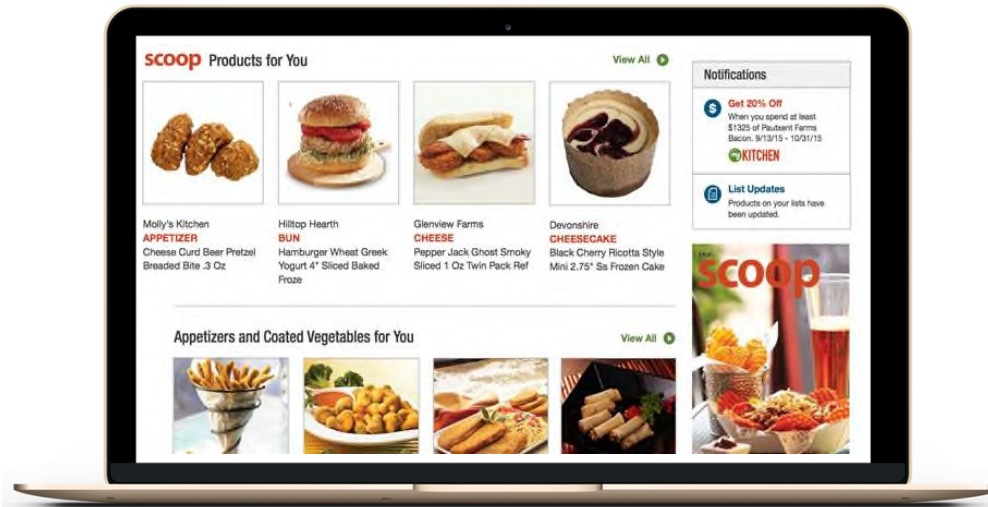 scoop Products for You
View All
Molly's Kitchen
APPETIZER
Cheese Curd Beer Pretzel
Breaded Bite .3 Oz
Hilltop Hearth
BUN
Hamburger Wheat Greek
Yogurt 4" Sliced Baked
Froze
Glenview Farms
CHEESE
Pepper Jack Ghost Smoky
Sliced 1 Oz Twin Pack Ref
Devonshire
CHEESECAKE
Black Cherry Ricotta Style
Mini 2.75" Ss Frozen Cake
Appetizers and Coated Vegetables for You
View All
Notifications
Get 20% Off
When you spend at least
$1325 of Pautxent Farms
Bacon. 9/13/15 - 10/31/15
KITCHEN
List Updates
Products on your lists have
been updated.
the
scoop